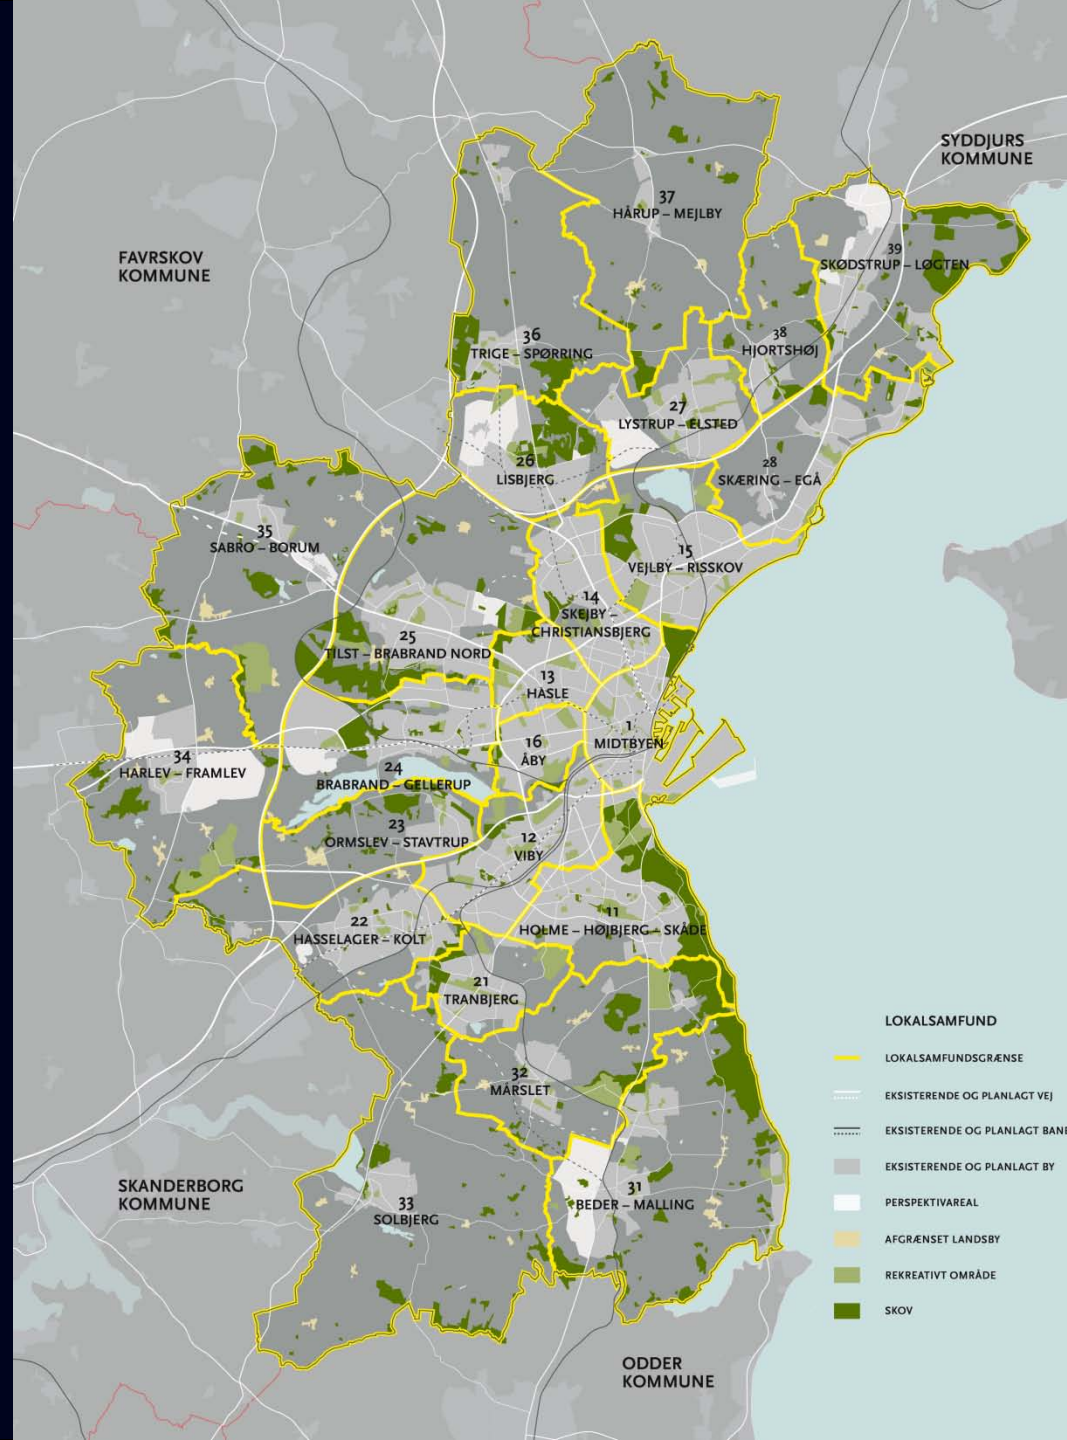 SYDDJURS
KOMMUNE
37
HÅRUP – MEJLBY
39
SKØDSTRUP – LØGTEN
FAVRSKOV
KOMMUNE
36
TRIGE – SPØRRING
38
HJORTSHØJ
27
LYSTRUP – ELSTED
26
LISBJERG
28
SKÆRING – EGÅ
35
SABRO – BORUM
15
VEJLBY – RISSKOV
14
SKEJBY –
CHRISTIANSBJERG
25
TILST – BRABRAND NORD
13
HASLE
1
MIDTBYEN
16
ÅBY
34
HARLEV – FRAMLEV
24
BRABRAND – GELLERUP
23
ORMSLEV – STAVTRUP
12
VIBY
22
HASSELAGER – KOLT
11
HOLME – HØJBJERG – SKÅDE
21
TRANBJERG
32
MÅRSLET
31
BEDER – MALLING
33
SOLBJERG
SKANDERBORG
KOMMUNE
ODDER
KOMMUNE
LOKALSAMFUND
LOKALSAMFUNDSGRÆNSE
EKSISTERENDE OG PLANLAGT VEJ
EKSISTERENDE OG PLANLAGT BANE
EKSISTERENDE OG PLANLAGT BY
PERSPEKTIVAREAL
AFGRÆNSET LANDSBY
REKREATIVT OMRÅDE
SKOV